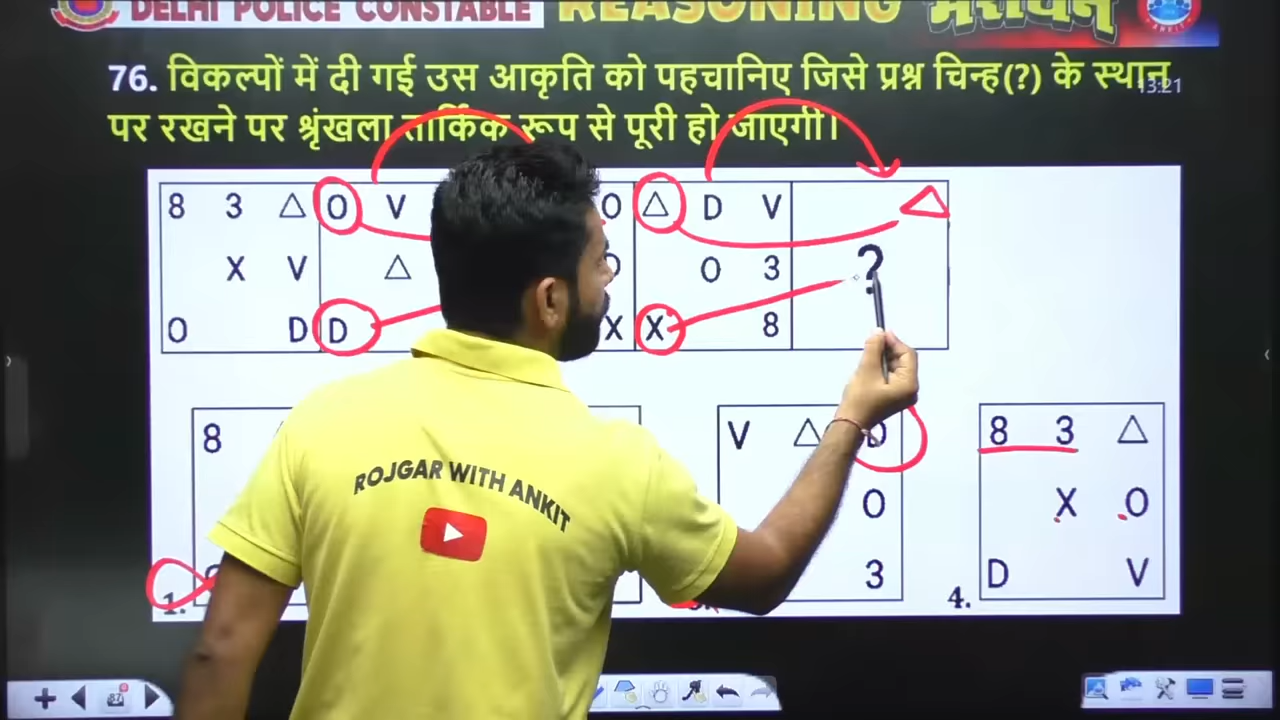 DELHI POLICE CONSTABLE REASONING मैराथन
76. विकल्पों में दी गई उस आकृति को पहचानिए जिसे प्रश्न चिन्ह(?) के स्थान
13:21
पर रखने पर श्रृंखला तार्किक रूप से पूरी हो जाएगी।
8 3 △ O V O △ D V △
X V △ O 3 ?
O D D X X 8
8 V △ D 8 3 △
O X O
3 D V
1. 4.
ROJGAR WITH ANKIT